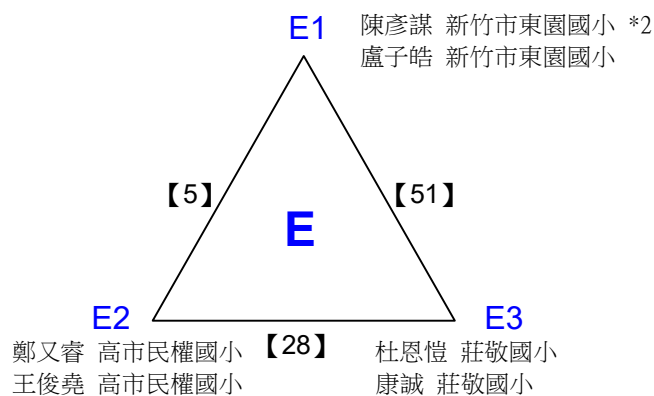 E1
陳彥謀 新竹市東園國小 *2
盧子皓 新竹市東園國小
【5】
【51】
E
E2
E3
【28】
鄭又睿 高市民權國小
王俊堯 高市民權國小
杜恩愷 莊敬國小
康誠 莊敬國小